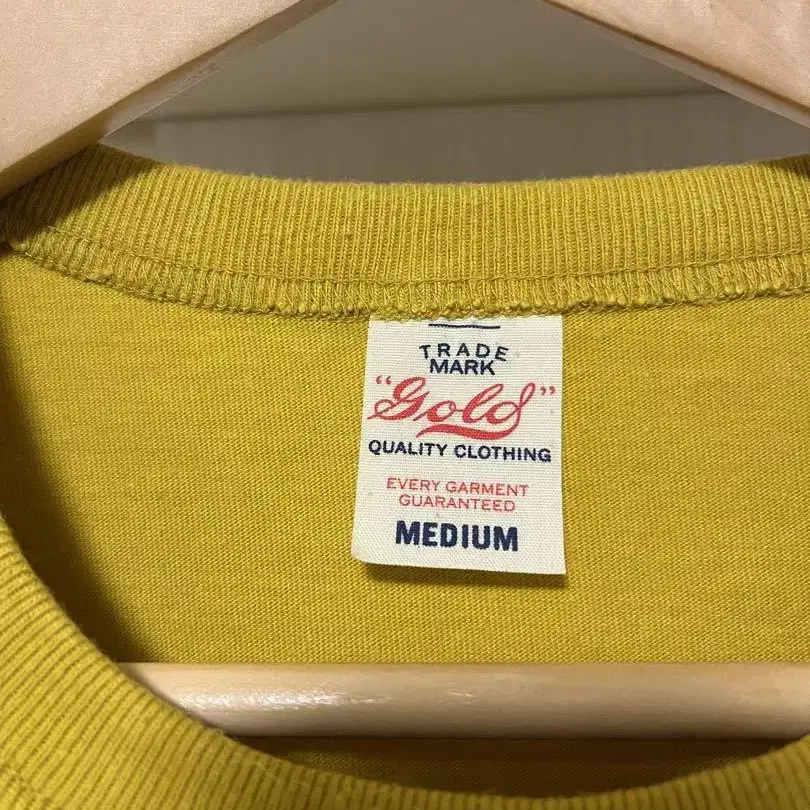 TRADE
MARK
"Gold"
QUALITY CLOTHING
EVERY GARMENT
GUARANTEED
MEDIUM